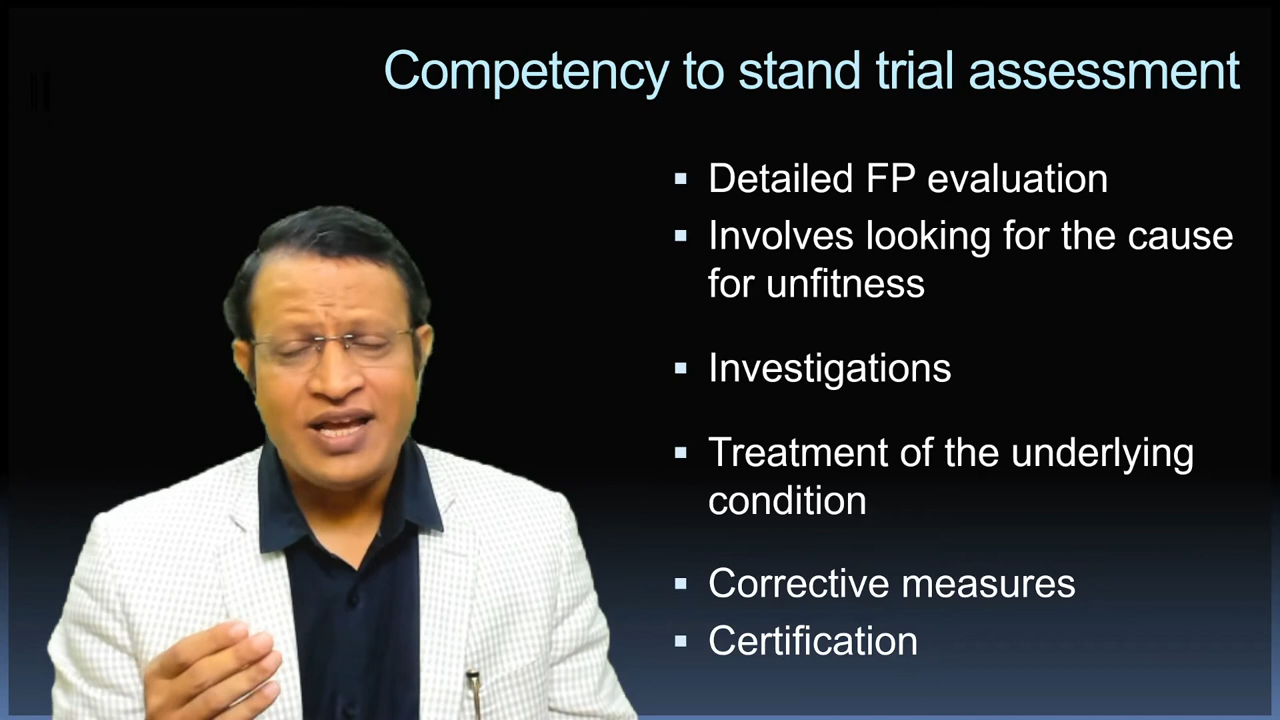 Competency to stand trial assessment
Detailed FP evaluation
Involves looking for the cause
for unfitness
Investigations
Treatment of the underlying
condition
Corrective measures
Certification